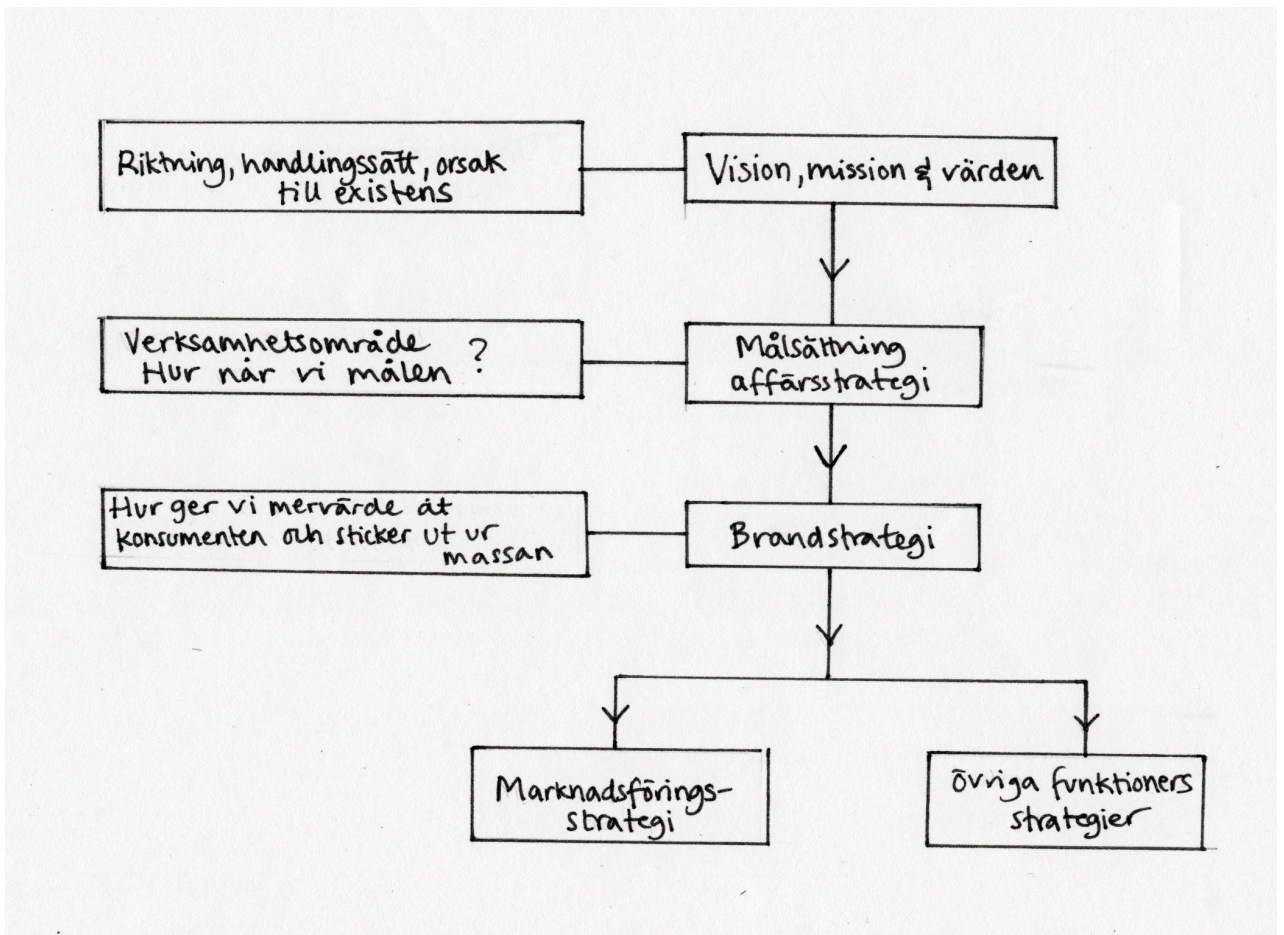 Riktning, handlingssätt, orsak
till existens
Vision, mission & värden
Verksamhetsområde
Hur når vi målen ?
Målsättning
affärsstrategi
Hur ger vi mervärde åt
konsumenten och sticker ut ur
massan
Brandstrategi
Marknadsförings-
strategi
övriga funktioners
strategier